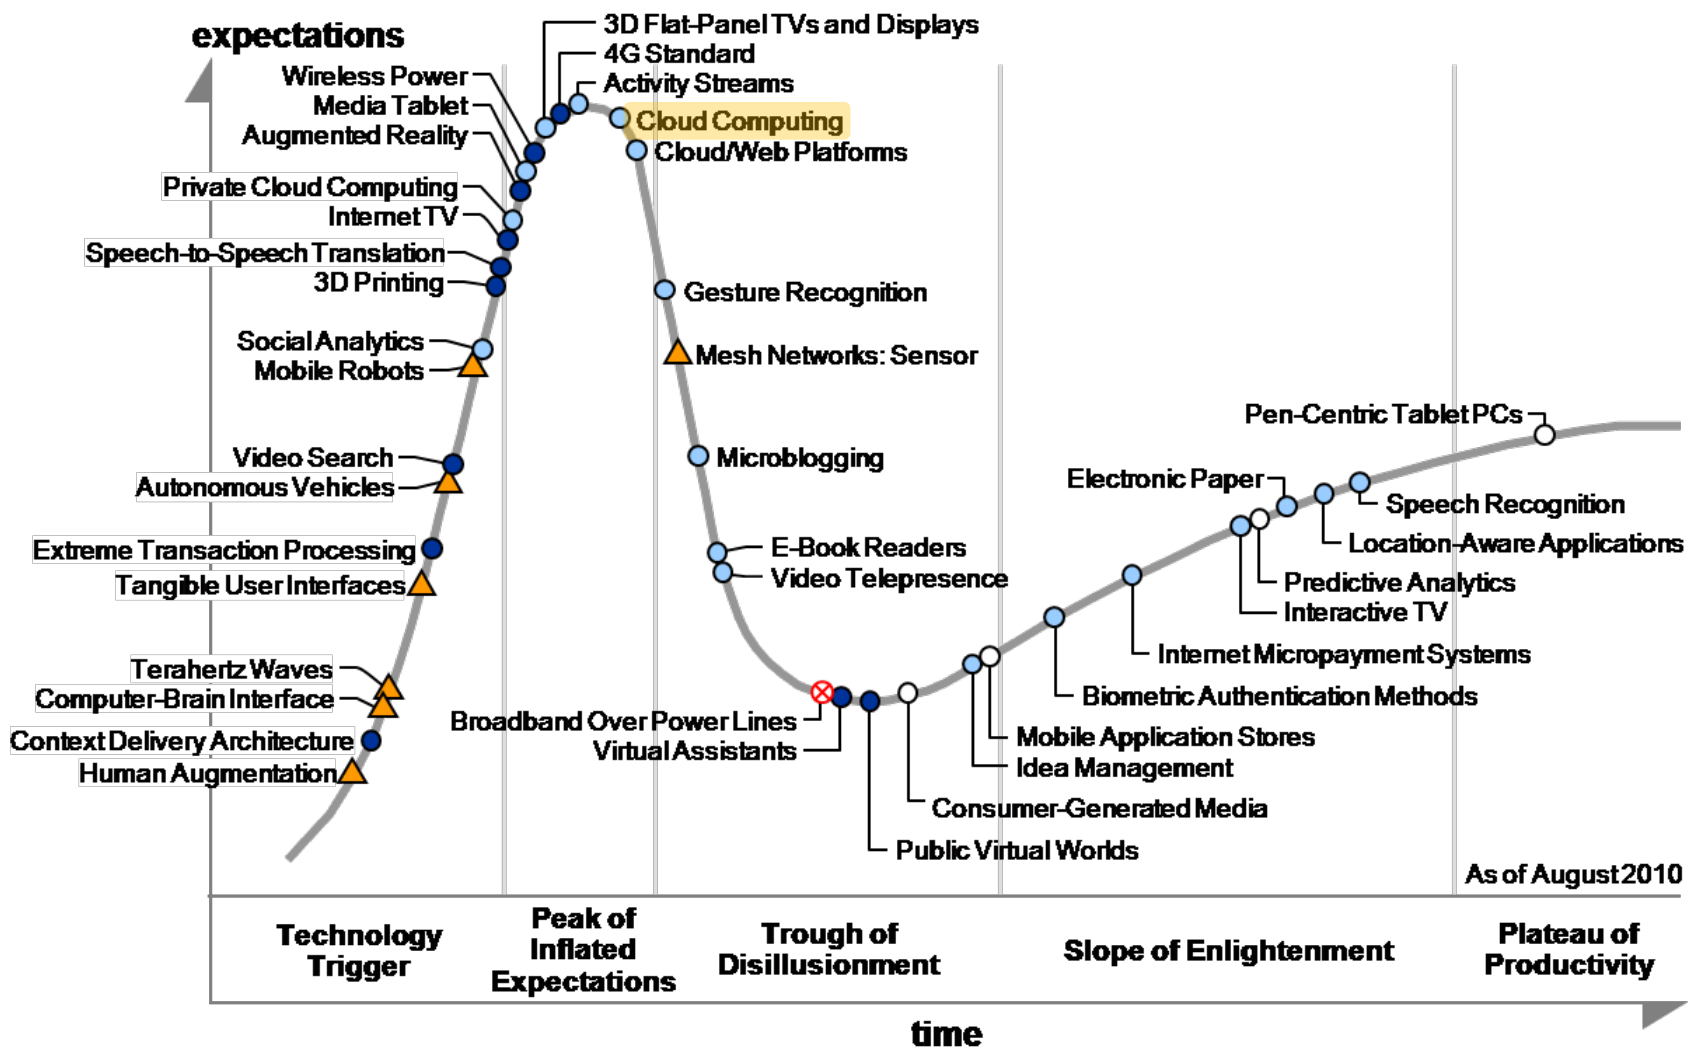 expectations
3D Flat-Panel TVs and Displays
4G Standard
Activity Streams
Wireless Power
Media Tablet
Augmented Reality
Cloud Computing
Cloud/Web Platforms
Private Cloud Computing
Internet TV
Speech-to-Speech Translation
3D Printing
Gesture Recognition
Social Analytics
Mobile Robots
Mesh Networks: Sensor
Video Search
Autonomous Vehicles
Microblogging
Pen-Centric Tablet PCs
Electronic Paper
Speech Recognition
Location-Aware Applications
Extreme Transaction Processing
Tangible User Interfaces
E-Book Readers
Video Telepresence
Predictive Analytics
Interactive TV
Internet Micropayment Systems
Biometric Authentication Methods
Terahertz Waves
Computer-Brain Interface
Context Delivery Architecture
Human Augmentation
Broadband Over Power Lines
Virtual Assistants
Mobile Application Stores
Idea Management
Consumer-Generated Media
Public Virtual Worlds
As of August 2010
Technology
Trigger
Peak of
Inflated
Expectations
Trough of
Disillusionment
Slope of Enlightenment
Plateau of
Productivity
time